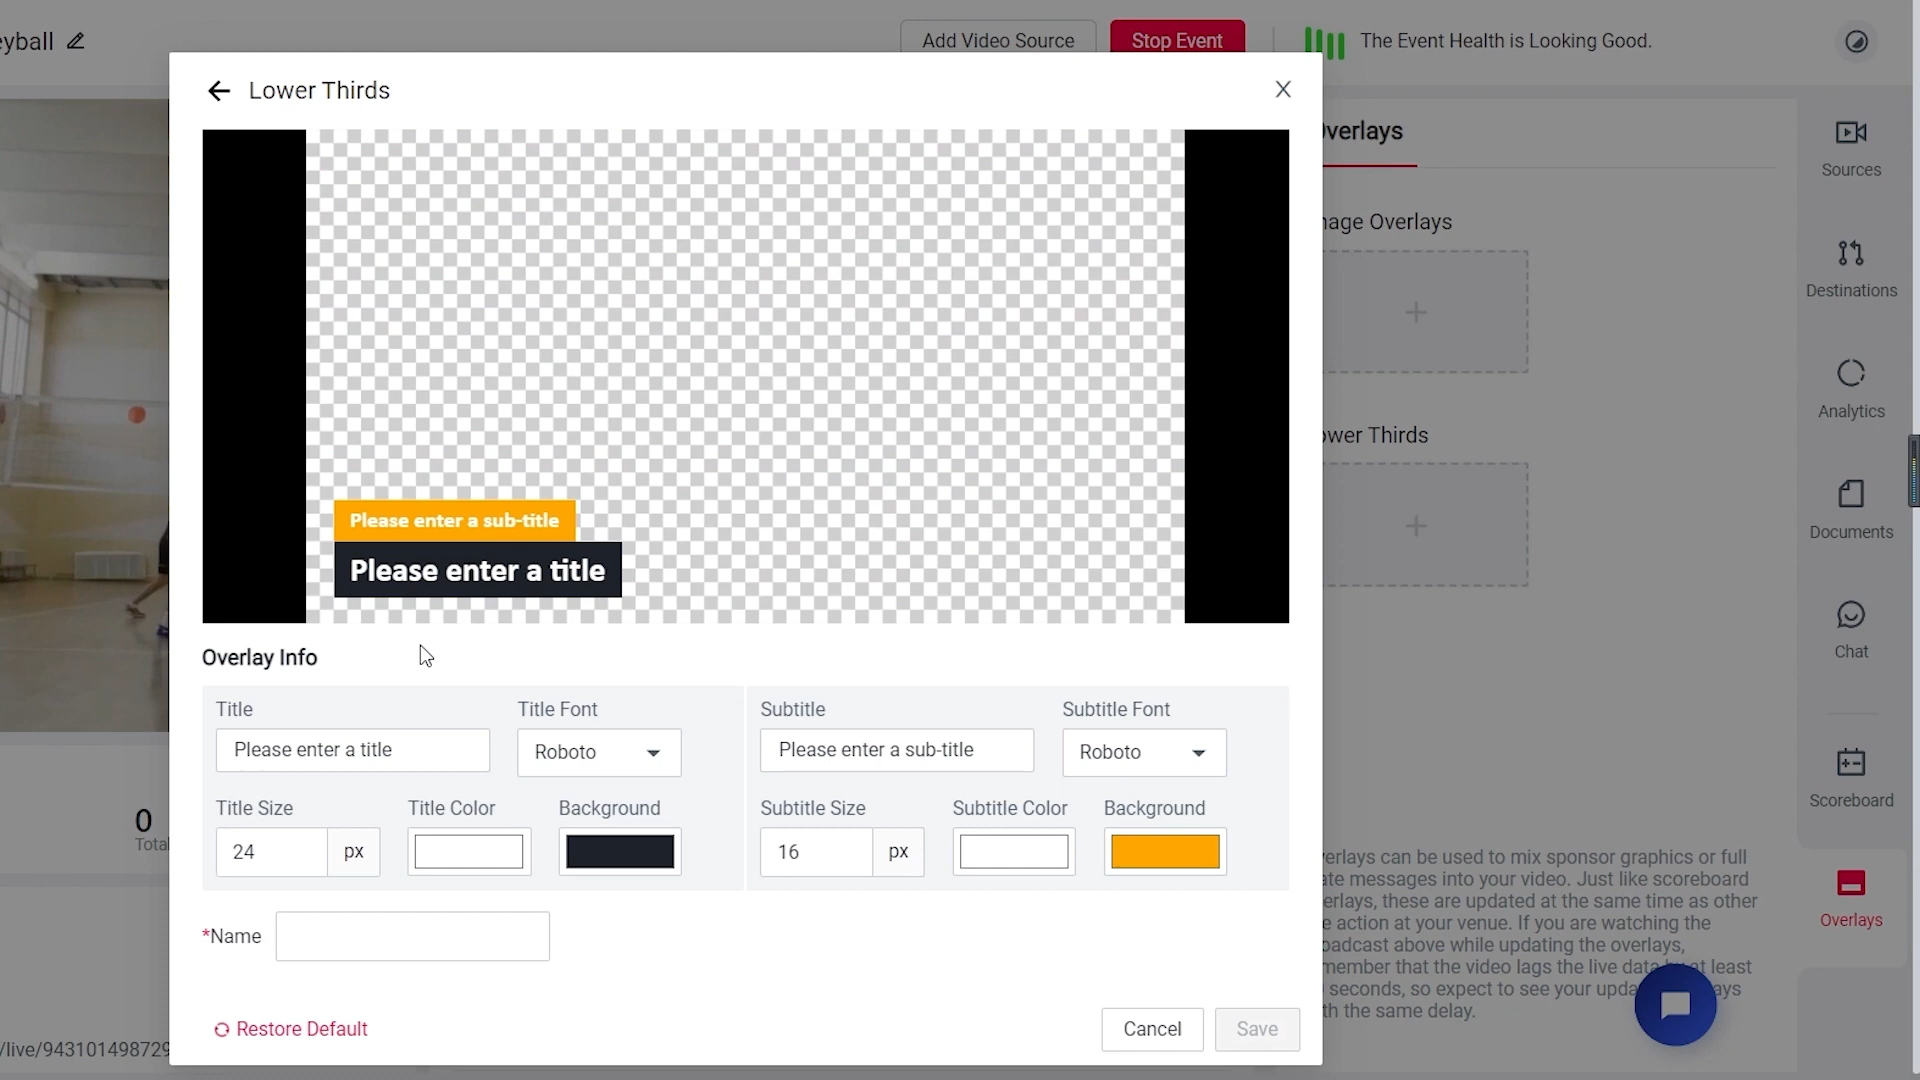 eyball
Add Video Source
Stop Event
The Event Health is Looking Good.
Lower Thirds
X
verlays
Sources
mage Overlays
Destinations
Analytics
ower Thirds
Documents
Please enter a sub-title
Please enter a title
Chat
Overlay Info
Title
Title Font
Subtitle
Subtitle Font
Please enter a title
Roboto
Please enter a sub-title
Roboto
Scoreboard
Title Size
Title Color
Background
Subtitle Size
Subtitle Color
Background
0
Total
24 px
16 px
verlays can be used to mix sponsor graphics or full
ate messages into your video. Just like scoreboard
erlays, these are updated at the same time as other
e action at your venue. If you are watching the
oadcast above while updating the overlays,
member that the video lags the live data by at least
seconds, so expect to see your upda ays
th the same delay.
Overlays
*Name
Restore Default
Cancel
Save
/live/943101498729